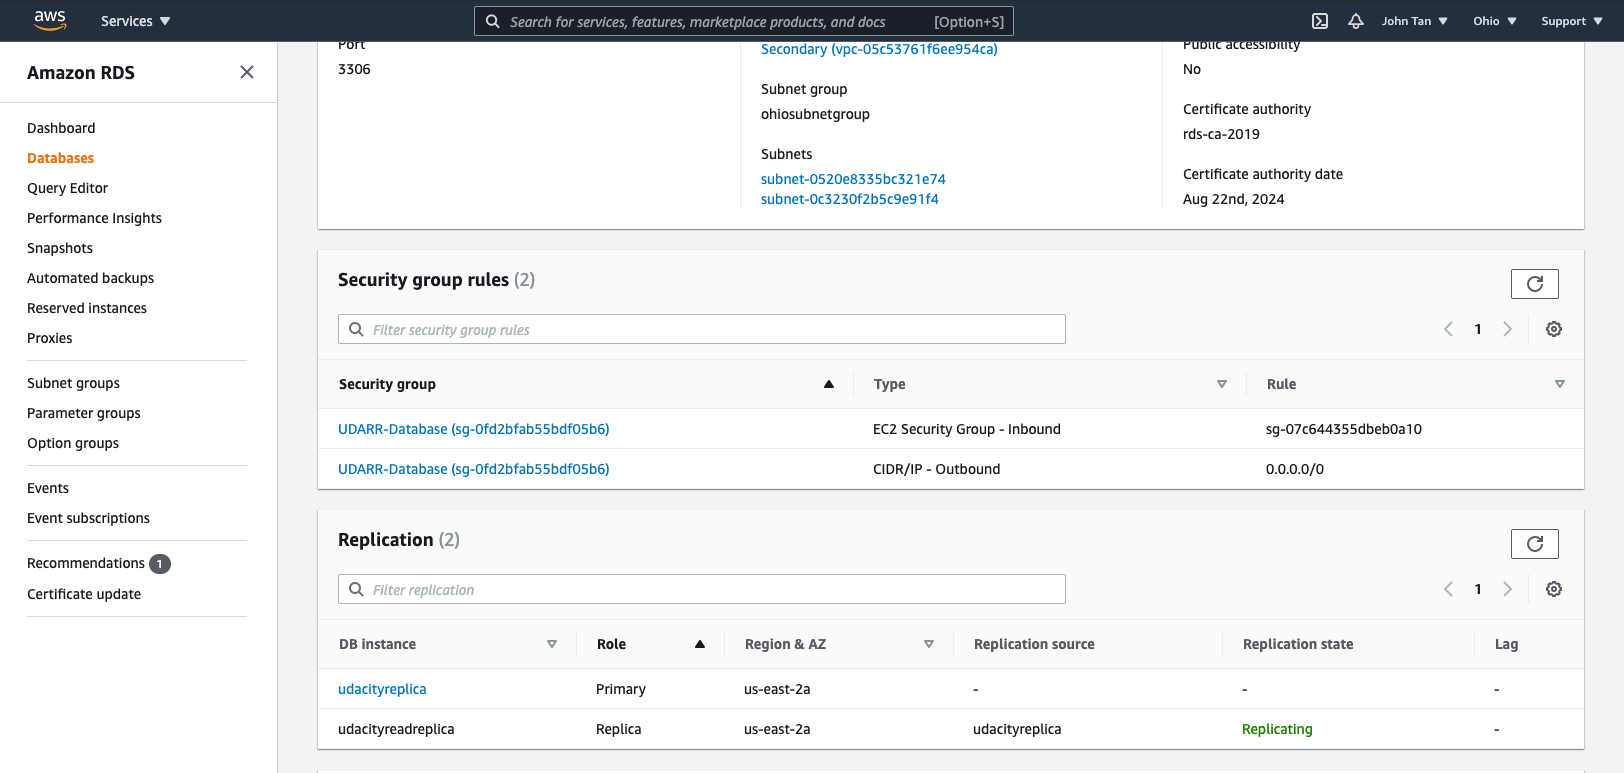 aws
Services
Search for services, features, marketplace products, and docs [Option+S]
John Tan
Ohio
Support
Amazon RDS
Dashboard
Databases
Query Editor
Performance Insights
Snapshots
Automated backups
Reserved instances
Proxies
Subnet groups
Parameter groups
Option groups
Events
Event subscriptions
Recommendations 1
Certificate update
Port
3306
Secondary (vpc-05c53761f6ee954ca)
Subnet group
ohiosubnetgroup
Subnets
subnet-0520e8335bc321e74
subnet-0c3230f2b5c9e91f4
Public accessibility
No
Certificate authority
rds-ca-2019
Certificate authority date
Aug 22nd, 2024
Security group rules (2)
Filter security group rules
1
Security group Type Rule
UDARR-Database (sg-0fd2bfab55bdf05b6) EC2 Security Group - Inbound sg-07c644355dbeb0a10
UDARR-Database (sg-0fd2bfab55bdf05b6) CIDR/IP - Outbound 0.0.0.0/0
Replication (2)
Filter replication
1
DB instance Role Region & AZ Replication source Replication state Lag
udacityreplica Primary us-east-2a - - -
udacityreadreplica Replica us-east-2a udacityreplica Replicating -